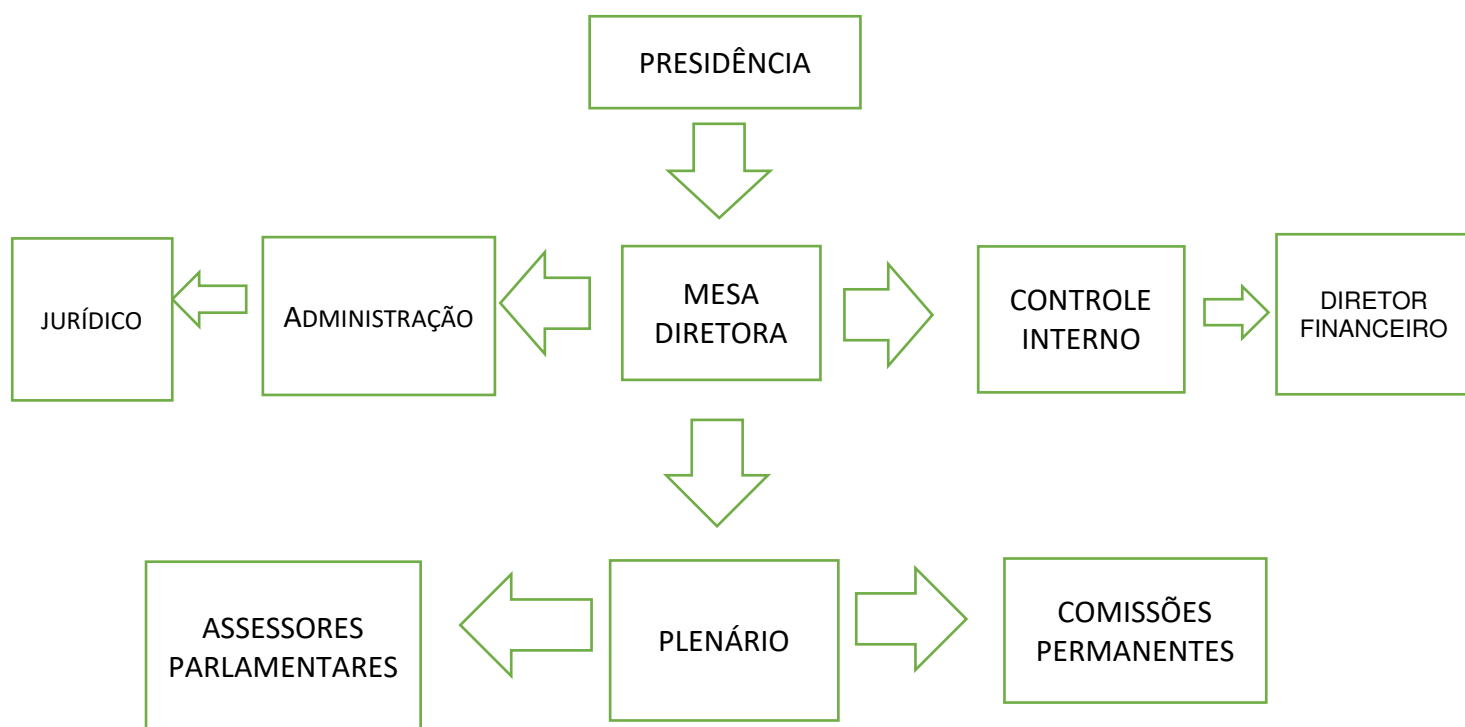 PRESIDÊNCIA
JURÍDICO
ADMINISTRAÇÃO
MESA
DIRETORA
CONTROLE
INTERNO
DIRETOR
FINANCEIRO
ASSESSORES
PARLAMENTARES
PLENÁRIO
COMISSÕES
PERMANENTES